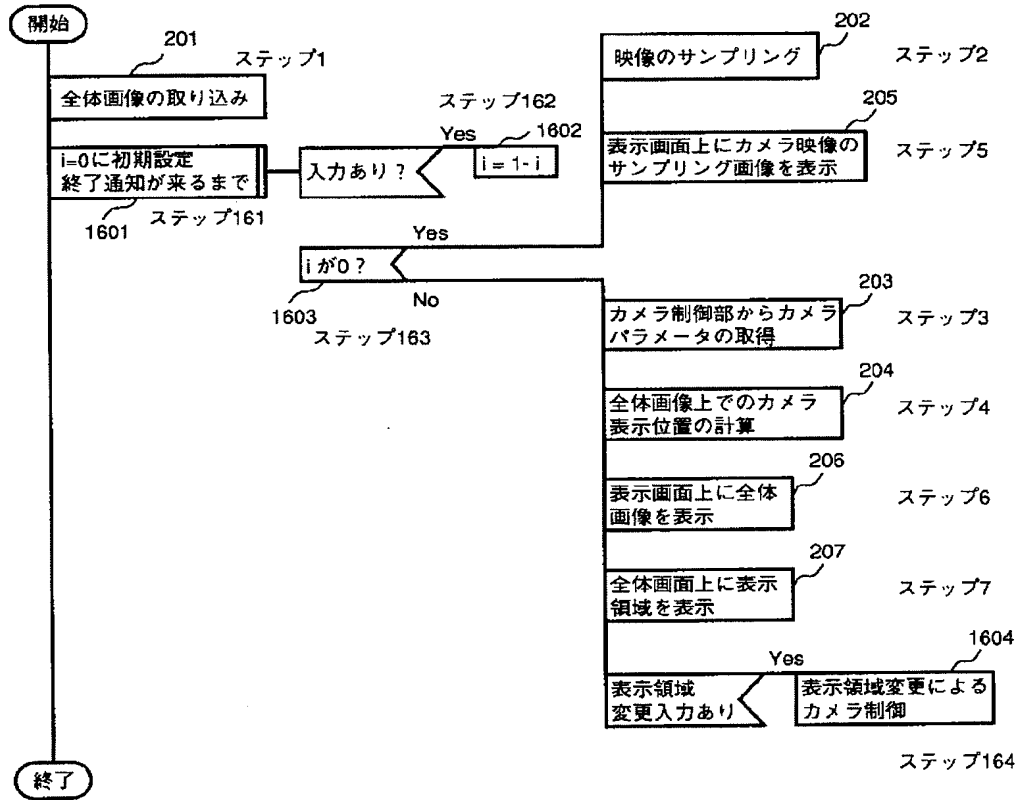 開始
201
ステップ1
全体画像の取り込み
202
映像のサンプリング
ステップ2
ステップ162
Yes
1602
i = 1- i
205
表示画面上にカメラ映像の
サンプリング画像を表示
ステップ5
i=0に初期設定
終了通知が来るまで
入力あり？
1601
ステップ161
Yes
iが0？
No
1603
ステップ163
203
カメラ制御部からカメラ
パラメータの取得
ステップ3
204
全体画像上でのカメラ
表示位置の計算
ステップ4
206
表示画面上に全体
画像を表示
ステップ6
207
全体画面上に表示
領域を表示
ステップ7
Yes
1604
表示領域
変更入力あり
表示領域変更による
カメラ制御
ステップ164
終了